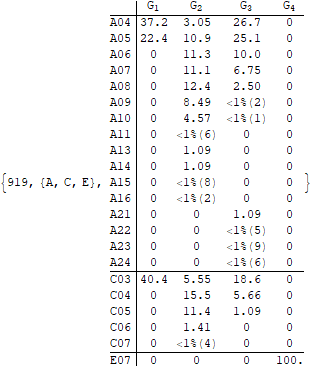 G1 G2 G3 G4
A04 37.2 3.05 26.7 0
A05 22.4 10.9 25.1 0
A06 0 11.3 10.0 0
A07 0 11.1 6.75 0
A08 0 12.4 2.50 0
A09 0 8.49 <1%(2) 0
A10 0 4.57 <1%(1) 0
A11 0 <1%(6) 0 0
A13 0 1.09 0 0
A14 0 1.09 0 0
{919, {A, C, E}, A15 0 <1%(8) 0 0 }
A16 0 <1%(2) 0 0
A21 0 0 1.09 0
A22 0 0 <1%(5) 0
A23 0 0 <1%(9) 0
A24 0 0 <1%(6) 0
C03 40.4 5.55 18.6 0
C04 0 15.5 5.66 0
C05 0 11.4 1.09 0
C06 0 1.41 0 0
C07 0 <1%(4) 0 0
E07 0 0 0 100.